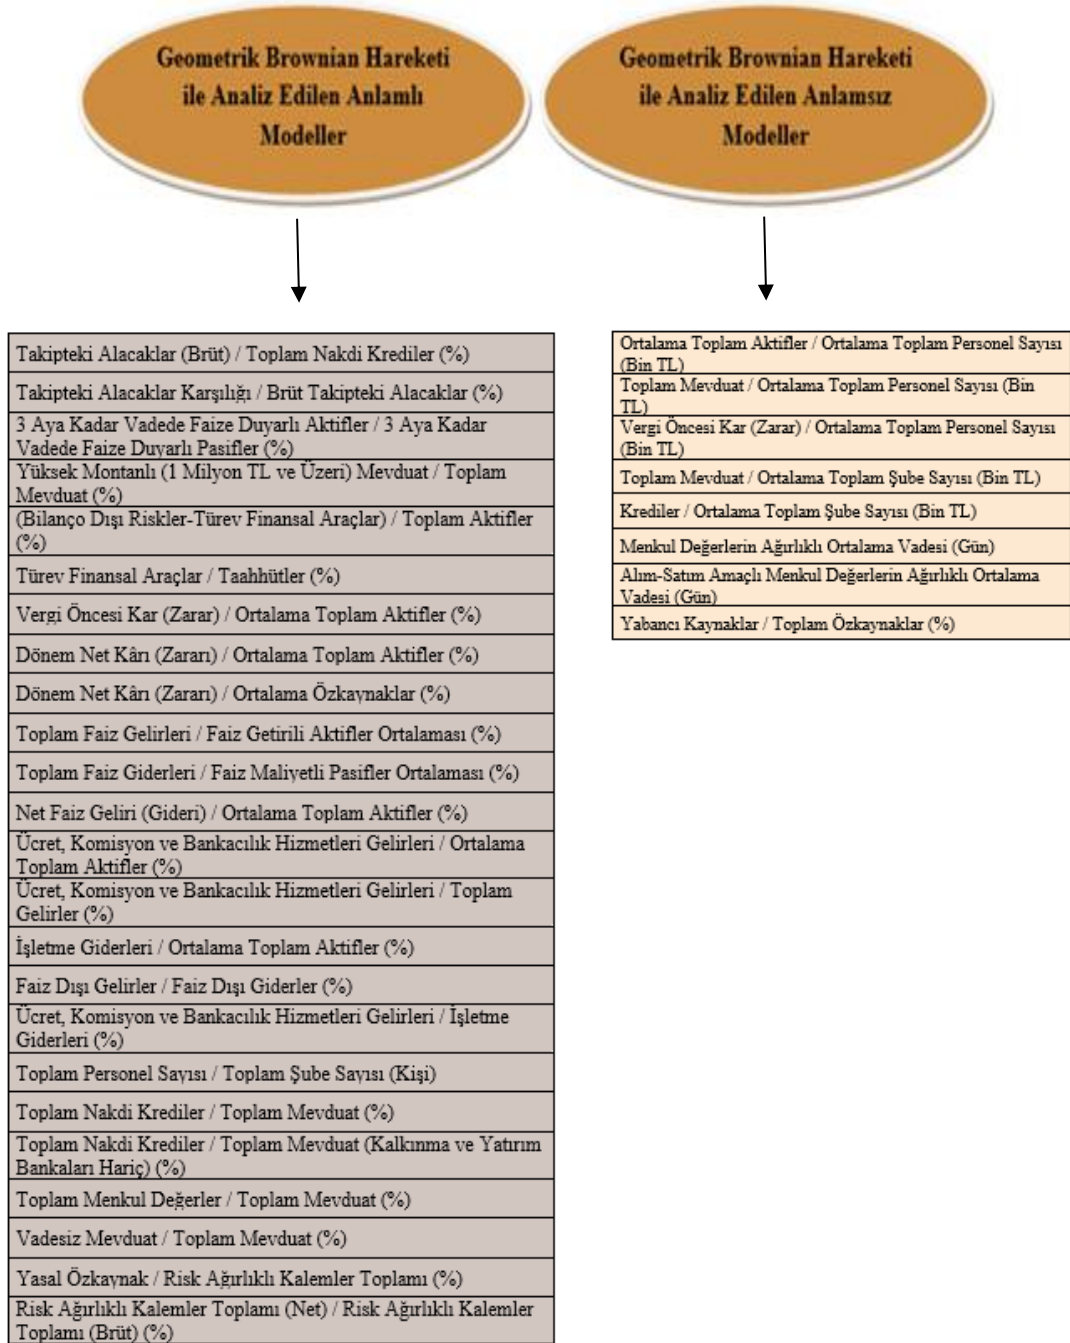 Geometrik Brownian Hareketi
ile Analiz Edilen Anlamlı
Modeller
Geometrik Brownian Hareketi
ile Analiz Edilen Anlamsız
Modeller
Takipteki Alacaklar (Brüt) / Toplam Nakdi Krediler (%)
Takipteki Alacaklar Karşılığı / Brüt Takipteki Alacaklar (%)
3 Aya Kadar Vadede Faize Duyarlı Aktifler / 3 Aya Kadar
Vadede Faize Duyarlı Pasifler (%)
Yüksek Montanlı (1 Milyon TL ve Üzeri) Mevduat / Toplam
Mevduat (%)
(Bilanço Dışı Riskler-Türev Finansal Araçlar) / Toplam Aktifler
(%)
Türev Finansal Araçlar / Taahhütler (%)
Vergi Öncesi Kar (Zarar) / Ortalama Toplam Aktifler (%)
Dönem Net Kârı (Zararı) / Ortalama Toplam Aktifler (%)
Dönem Net Kârı (Zararı) / Ortalama Özkaynaklar (%)
Toplam Faiz Gelirleri / Faiz Getirili Aktifler Ortalaması (%)
Toplam Faiz Giderleri / Faiz Maliyetli Pasifler Ortalaması (%)
Net Faiz Geliri (Gideri) / Ortalama Toplam Aktifler (%)
Ücret, Komisyon ve Bankacılık Hizmetleri Gelirleri / Ortalama
Toplam Aktifler (%)
Ücret, Komisyon ve Bankacılık Hizmetleri Gelirleri / Toplam
Gelirler (%)
İşletme Giderleri / Ortalama Toplam Aktifler (%)
Faiz Dışı Gelirler / Faiz Dışı Giderler (%)
Ücret, Komisyon ve Bankacılık Hizmetleri Gelirleri / İşletme
Giderleri (%)
Toplam Personel Sayısı / Toplam Şube Sayısı (Kişi)
Toplam Nakdi Krediler / Toplam Mevduat (%)
Toplam Nakdi Krediler / Toplam Mevduat (Kalkınma ve Yatırım
Bankaları Hariç) (%)
Toplam Menkul Değerler / Toplam Mevduat (%)
Vadesiz Mevduat / Toplam Mevduat (%)
Yasal Özkaynak / Risk Ağırlıklı Kalemler Toplamı (%)
Risk Ağırlıklı Kalemler Toplamı (Net) / Risk Ağırlıklı Kalemler
Toplamı (Brüt) (%)
Ortalama Toplam Aktifler / Ortalama Toplam Personel Sayısı
(Bin TL)
Toplam Mevduat / Ortalama Toplam Personel Sayısı (Bin
TL)
Vergi Öncesi Kar (Zarar) / Ortalama Toplam Personel Sayısı
(Bin TL)
Toplam Mevduat / Ortalama Toplam Şube Sayısı (Bin TL)
Krediler / Ortalama Toplam Şube Sayısı (Bin TL)
Menkul Değerlerin Ağırlıklı Ortalama Vadesi (Gün)
Alım-Satım Amaçlı Menkul Değerlerin Ağırlıklı Ortalama
Vadesi (Gün)
Yabancı Kaynaklar / Toplam Özkaynaklar (%)